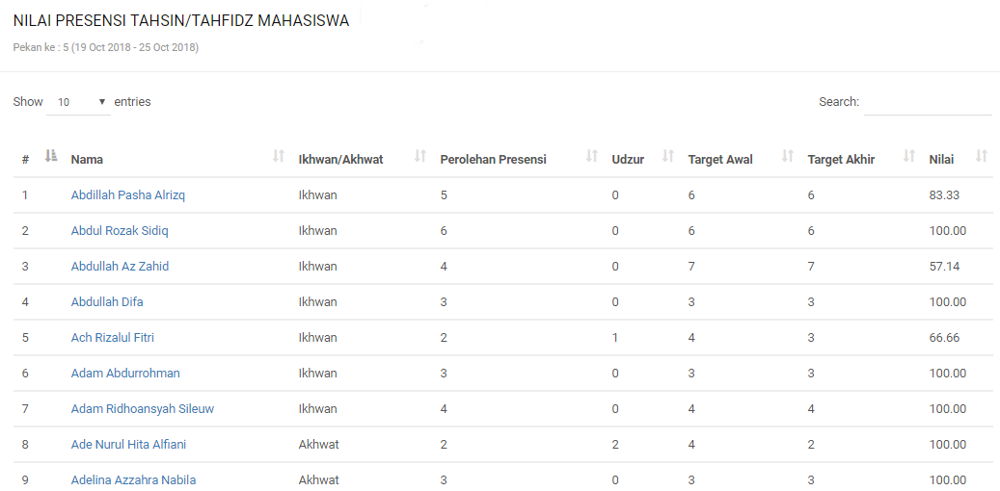 NILAI PRESENSI TAHSIN/TAHFIDZ MAHASISWA
Pekan ke : 5 (19 Oct 2018 - 25 Oct 2018)
Show 10 entries Search:
# Nama Ikhwan/Akhwat Perolehan Presensi Udzur Target Awal Target Akhir Nilai
1 Abdillah Pasha Alrizq Ikhwan 5 0 6 6 83.33
2 Abdul Rozak Sidiq Ikhwan 6 0 6 6 100.00
3 Abdullah Az Zahid Ikhwan 4 0 7 7 57.14
4 Abdullah Difa Ikhwan 3 0 3 3 100.00
5 Ach Rizalul Fitri Ikhwan 2 1 4 3 66.66
6 Adam Abdurrohman Ikhwan 3 0 3 3 100.00
7 Adam Ridhoansyah Sileuw Ikhwan 4 0 4 4 100.00
8 Ade Nurul Hita Alfiani Akhwat 2 2 4 2 100.00
9 Adelina Azzahra Nabila Akhwat 3 0 3 3 100.00